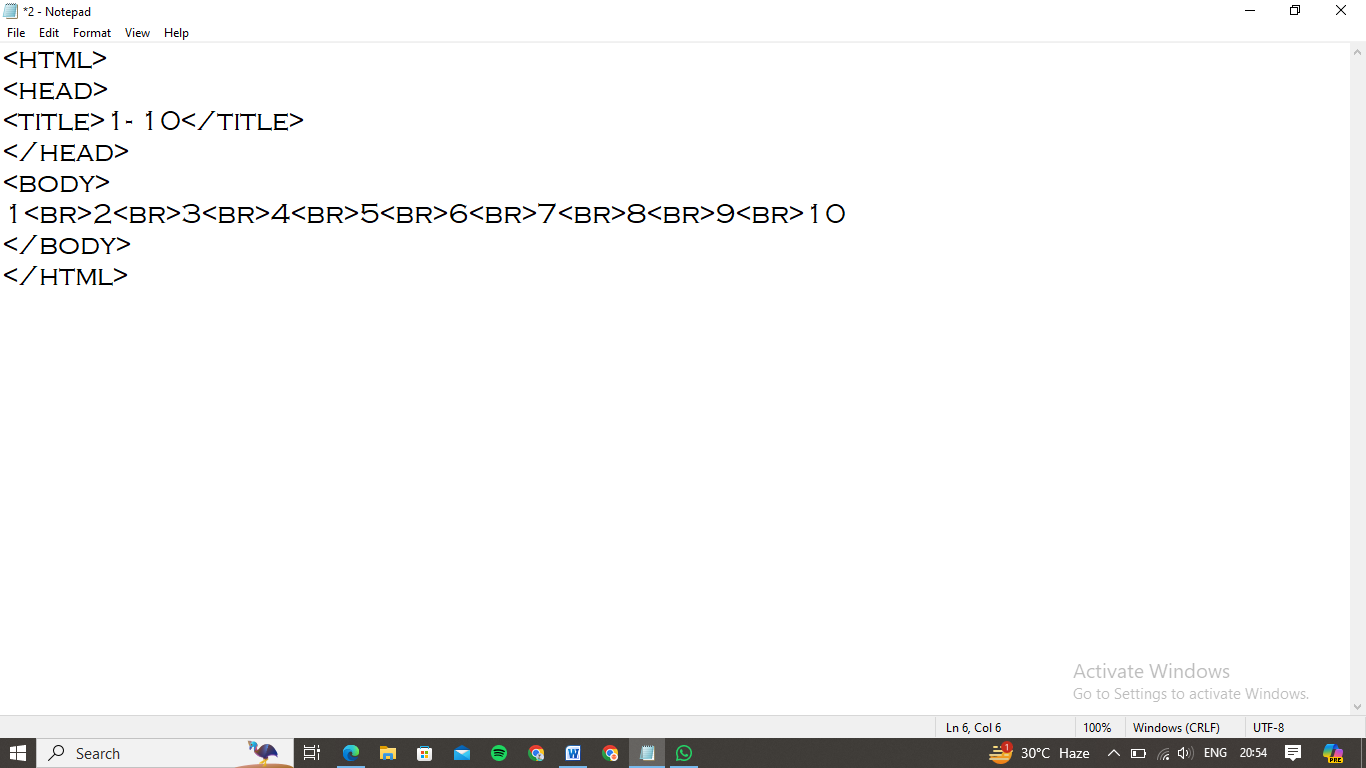 *2 - Notepad
File Edit Format View Help
<HTML>
<HEAD>
<TITLE>1- 10</TITLE>
</HEAD>
<BODY>
1<BR>2<BR>3<BR>4<BR>5<BR>6<BR>7<BR>8<BR>9<BR>10
</BODY>
</HTML>
Activate Windows
Go to Settings to activate Windows.
Ln 6, Col 6 100% Windows (CRLF) UTF-8
Search 1 30°C Haze ENG 20:54 PRE